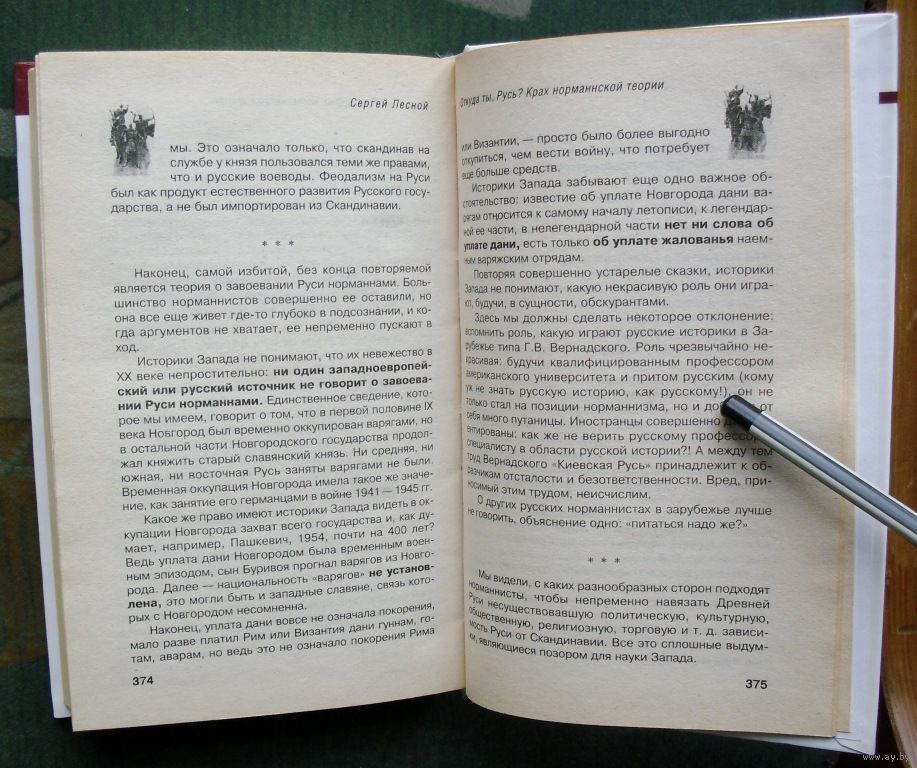 Сергей Лесной
мы. Это означало только, что скандинав на
службе у князя пользовался теми же правами,
что и русские воеводы. Феодализм на Руси
был как продукт естественного развития Русского госу-
дарства, а не был импортирован из Скандинавии.
* * *
Наконец, самой избитой, без конца повторяемой
является теория о завоевании Руси норманнами. Боль-
шинство норманнистов совершенно ее оставили, но
она все еще живет где-то глубоко в подсознании, и ко-
гда аргументов не хватает, ее непременно пускают в
ход.
Историки Запада не понимают, что их невежество в
XX веке непростительно: ни один западноевропей-
ский или русский источник не говорит о завоева-
нии Руси норманнами. Единственное сведение, кото-
рое мы имеем, говорит о том, что в первой половине IX
века Новгород был временно оккупирован варягами, но
в остальной части Новгородского государства продол-
жал княжить старый славянский князь. Ни средняя, ни
южная, ни восточная Русь заняты варягами не были.
Временная оккупация Новгорода имела такое же значе-
ние, как занятие его германцами в войне 1941 — 1945 гг.
Какое же право имеют историки Запада видеть в ок-
купации Новгорода захват всего государства и, как ду-
мает, например, Пашкевич, 1954, почти на 400 лет?
Ведь уплата дани Новгородом была временным воен-
ным эпизодом, сын Буривоя прогнал варягов из Новго-
рода. Далее — национальность "варягов" не установ-
лена, это могли быть и западные славяне, связь кото-
рых с Новгородом несомненна.
Наконец, уплата дани вовсе не означала покорения,
мало разве платил Рим или Византия дани гуннам, го-
там, аварам, но ведь это не означало покорения Рима
374
Откуда ты, Русь? Крах норманнской теории
или Византии, — просто было более выгодно
откупиться, чем вести войну, что потребует
еще больше средств.
Историки Запада забывают еще одно важное об-
стоятельство: известие об уплате Новгорода дани ва-
рягам относится к самому началу летописи, к легендар-
ной ее части, в нелегендарной части нет ни слова об
уплате дани, есть только об уплате жалованья наем-
ным варяжским отрядам.
Повторяя совершенно устарелые сказки, историки
Запада не понимают, какую некрасивую роль они игра-
ют, будучи, в сущности, обскурантами.
Здесь мы должны сделать некоторое отклонение:
вспомнить роль, какую играют русские историки в За-
рубежье типа Г.В. Вернадского. Роль чрезвычайно не-
красивая: будучи квалифицированным профессором
американского университета и притом русским (кому
уж не знать русскую историю, как русскому!), он не
только стал на позиции норманнизма, но и от
себя много путаницы. Иностранцы совершенно
ентированы: как же не верить русскому профессору,
специалисту в области русской истории?! А между тем
труд Вернадского «Киевская Русь» принадлежит к об-
разчикам отсталости и безответственности. Вред, при-
носимый этим трудом, неисчислим.
О других русских норманнистах в зарубежье лучше
не говорить, объяснение одно: «питаться надо же?»
* * *
Мы видели, с каких разнообразных сторон подходят
норманнисты, чтобы непременно навязать Древней
Руси несуществовавшую политическую, культурную,
общественную, религиозную, торговую и т. д. зависи-
мость Руси от Скандинавии. Все это сплошные выдум-
ки, являющиеся позором для науки Запада.
375
www.ay.by